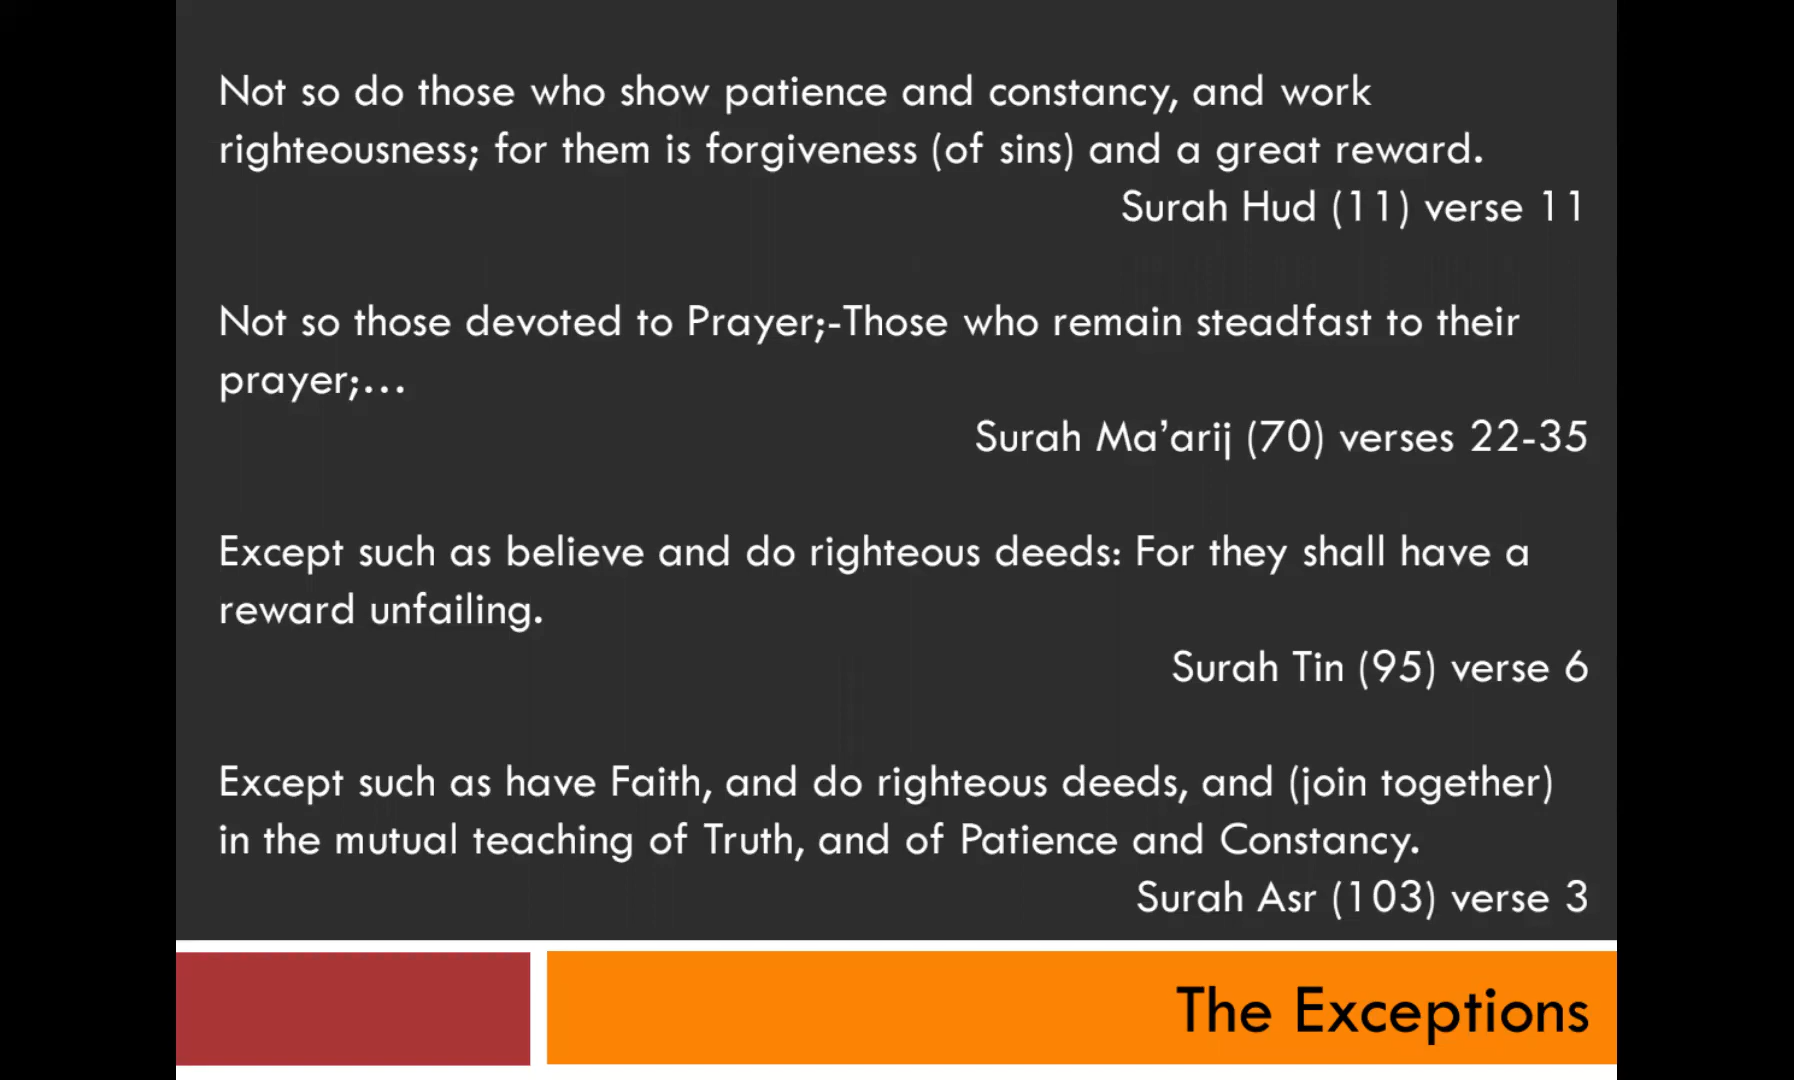 Not so do those who show patience and constancy, and work
righteousness; for them is forgiveness (of sins) and a great reward.
Surah Hud (11) verse 11
Not so those devoted to Prayer;-Those who remain steadfast to their
prayer;…
Surah Ma’arij (70) verses 22-35
Except such as believe and do righteous deeds: For they shall have a
reward unfailing.
Surah Tin (95) verse 6
Except such as have Faith, and do righteous deeds, and (join together)
in the mutual teaching of Truth, and of Patience and Constancy.
Surah Asr (103) verse 3
The Exceptions